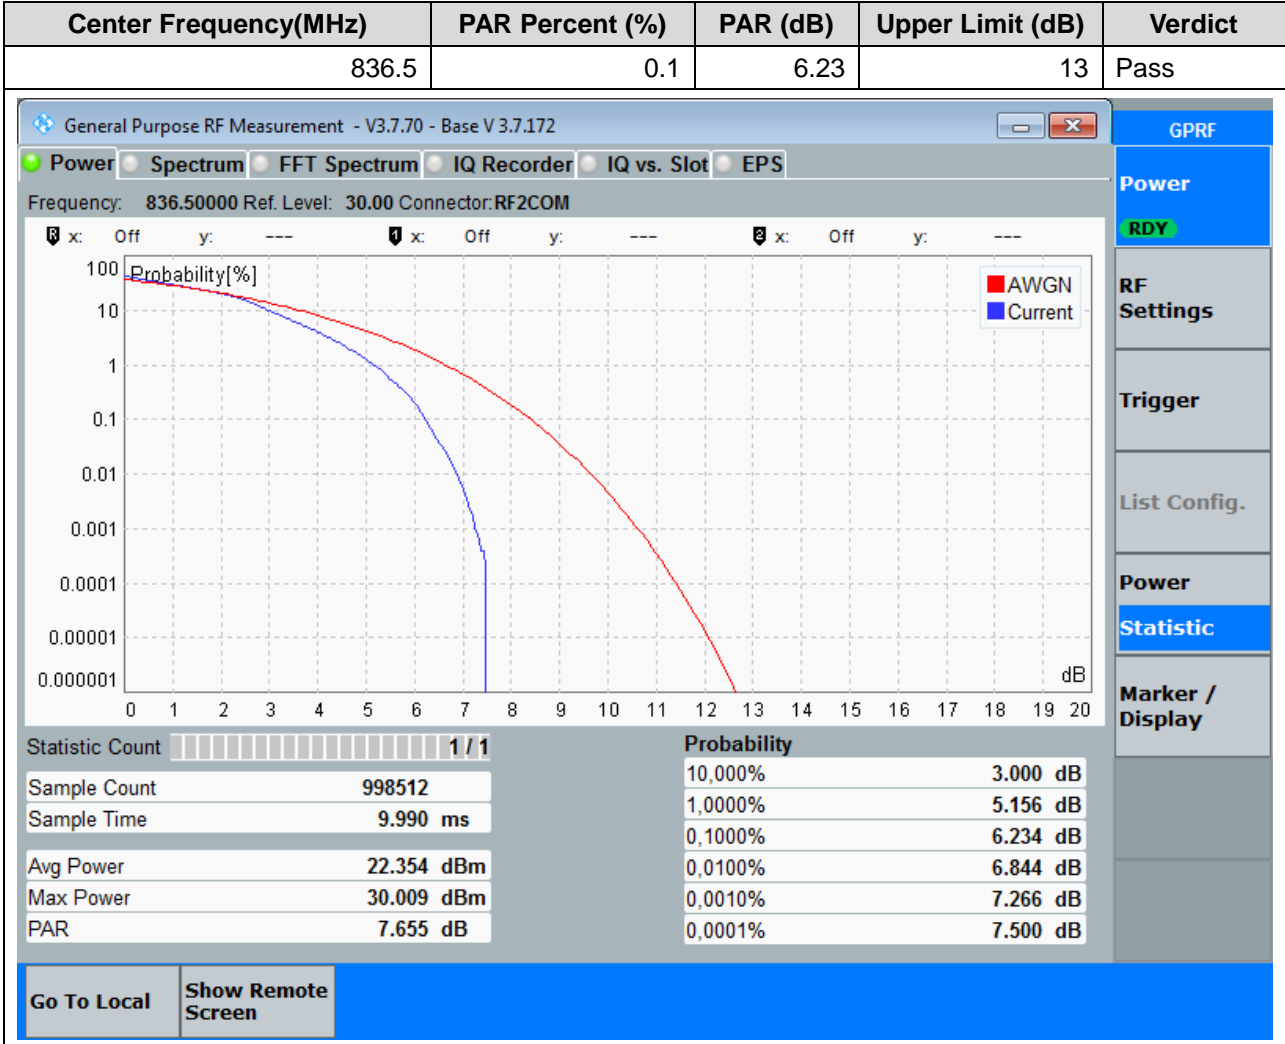 Center Frequency(MHz) PAR Percent (%) PAR (dB) Upper Limit (dB) Verdict
836.5 0.1 6.23 13 Pass
General Purpose RF Measurement - V3.7.70 - Base V 3.7.172
GPRF
Power Spectrum FFT Spectrum IQ Recorder IQ vs. Slot EPS
Frequency: 836.50000 Ref. Level: 30.00 Connector: RF2COM
R x: Off y: --- 1 x: Off y: --- 2 x: Off y: ---
Probability[%]
AWGN
Current
100
10
1
0.1
0.01
0.001
0.0001
0.00001
0.000001
dB
0 1 2 3 4 5 6 7 8 9 10 11 12 13 14 15 16 17 18 19 20
Statistic Count 1 / 1
Sample Count 998512
Sample Time 9.990 ms
Avg Power 22.354 dBm
Max Power 30.009 dBm
PAR 7.655 dB
Probability
10,000% 3.000 dB
1,0000% 5.156 dB
0,1000% 6.234 dB
0,0100% 6.844 dB
0,0010% 7.266 dB
0,0001% 7.500 dB
Power
RDY
RF
Settings
Trigger
List Config.
Power
Statistic
Marker /
Display
Go To Local
Show Remote
Screen